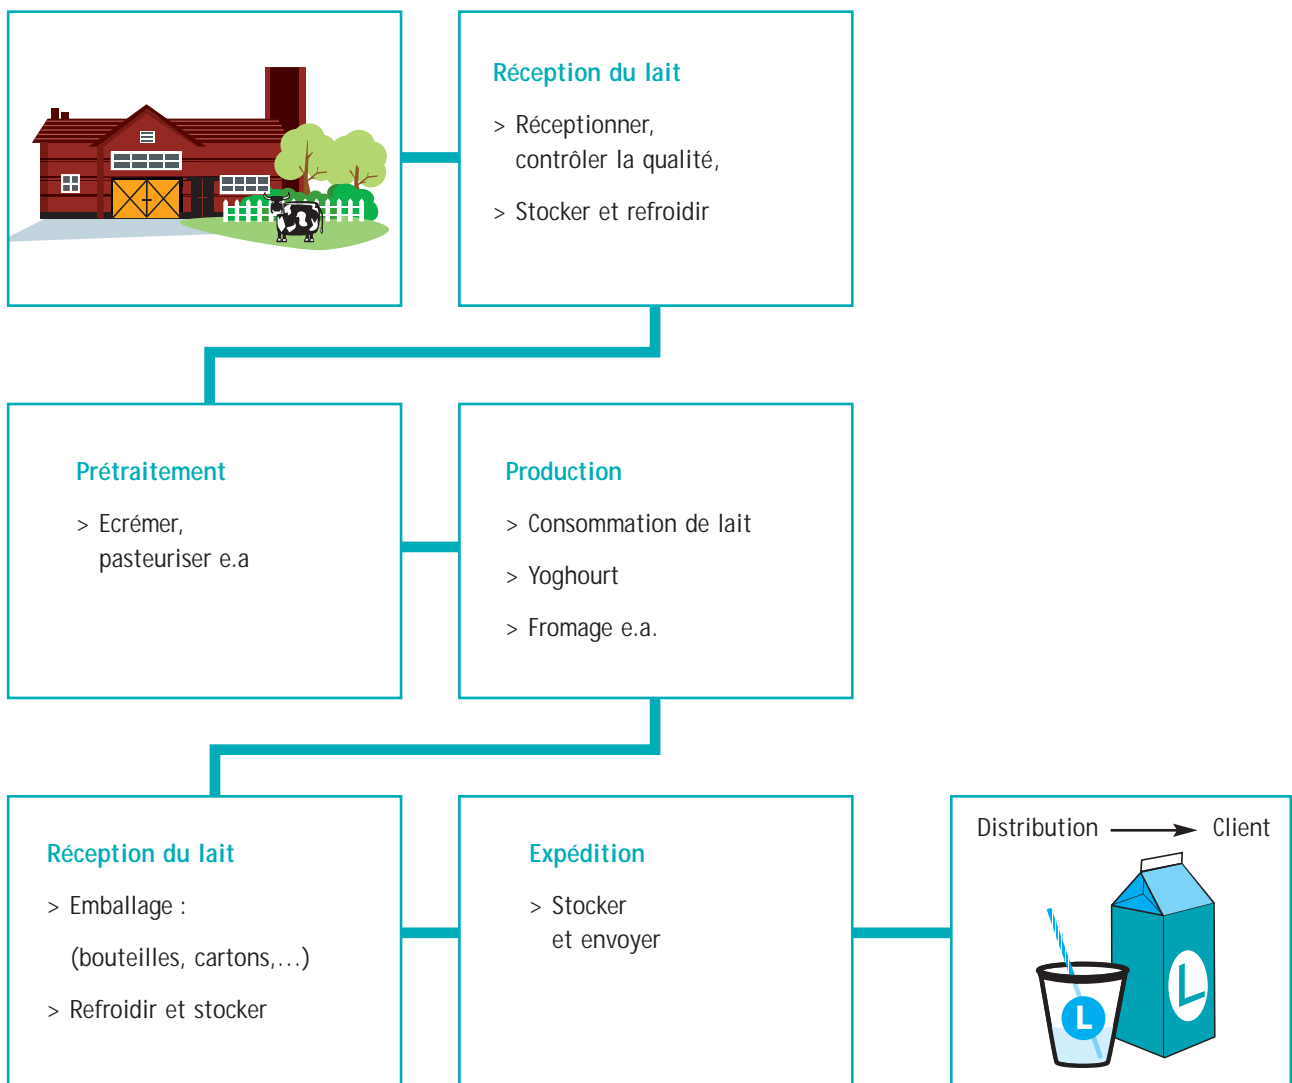 Réception du lait
> Réceptionner,
contrôler la qualité,
> Stocker et refroidir
Prétraitement
> Ecrémer,
pasteuriser e.a
Production
> Consommation de lait
> Yoghourt
> Fromage e.a.
Réception du lait
> Emballage :
(bouteilles, cartons,...)
> Refroidir et stocker
Expédition
> Stocker
et envoyer
Distribution → Client
L
L